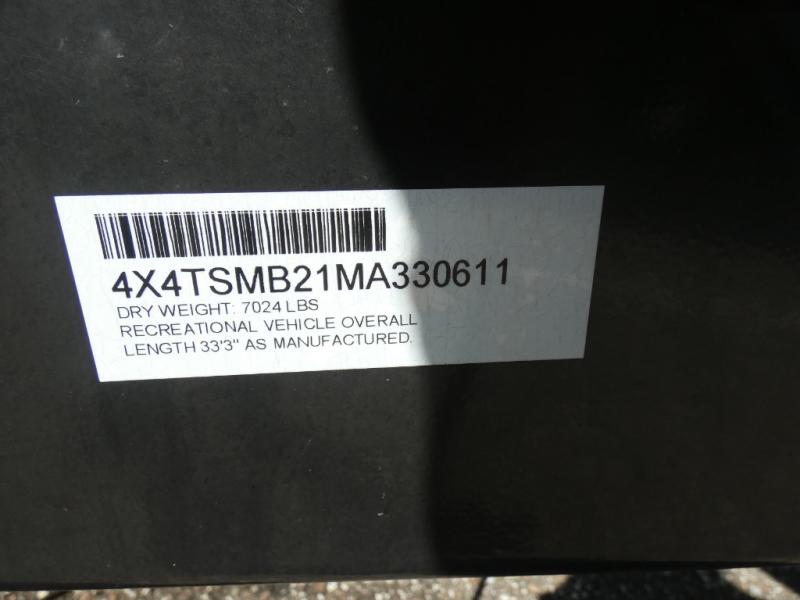 4X4TSMB21MA330611
DRY WEIGHT: 7024 LBS
RECREATIONAL VEHICLE OVERALL
LENGTH 33'3" AS MANUFACTURED.